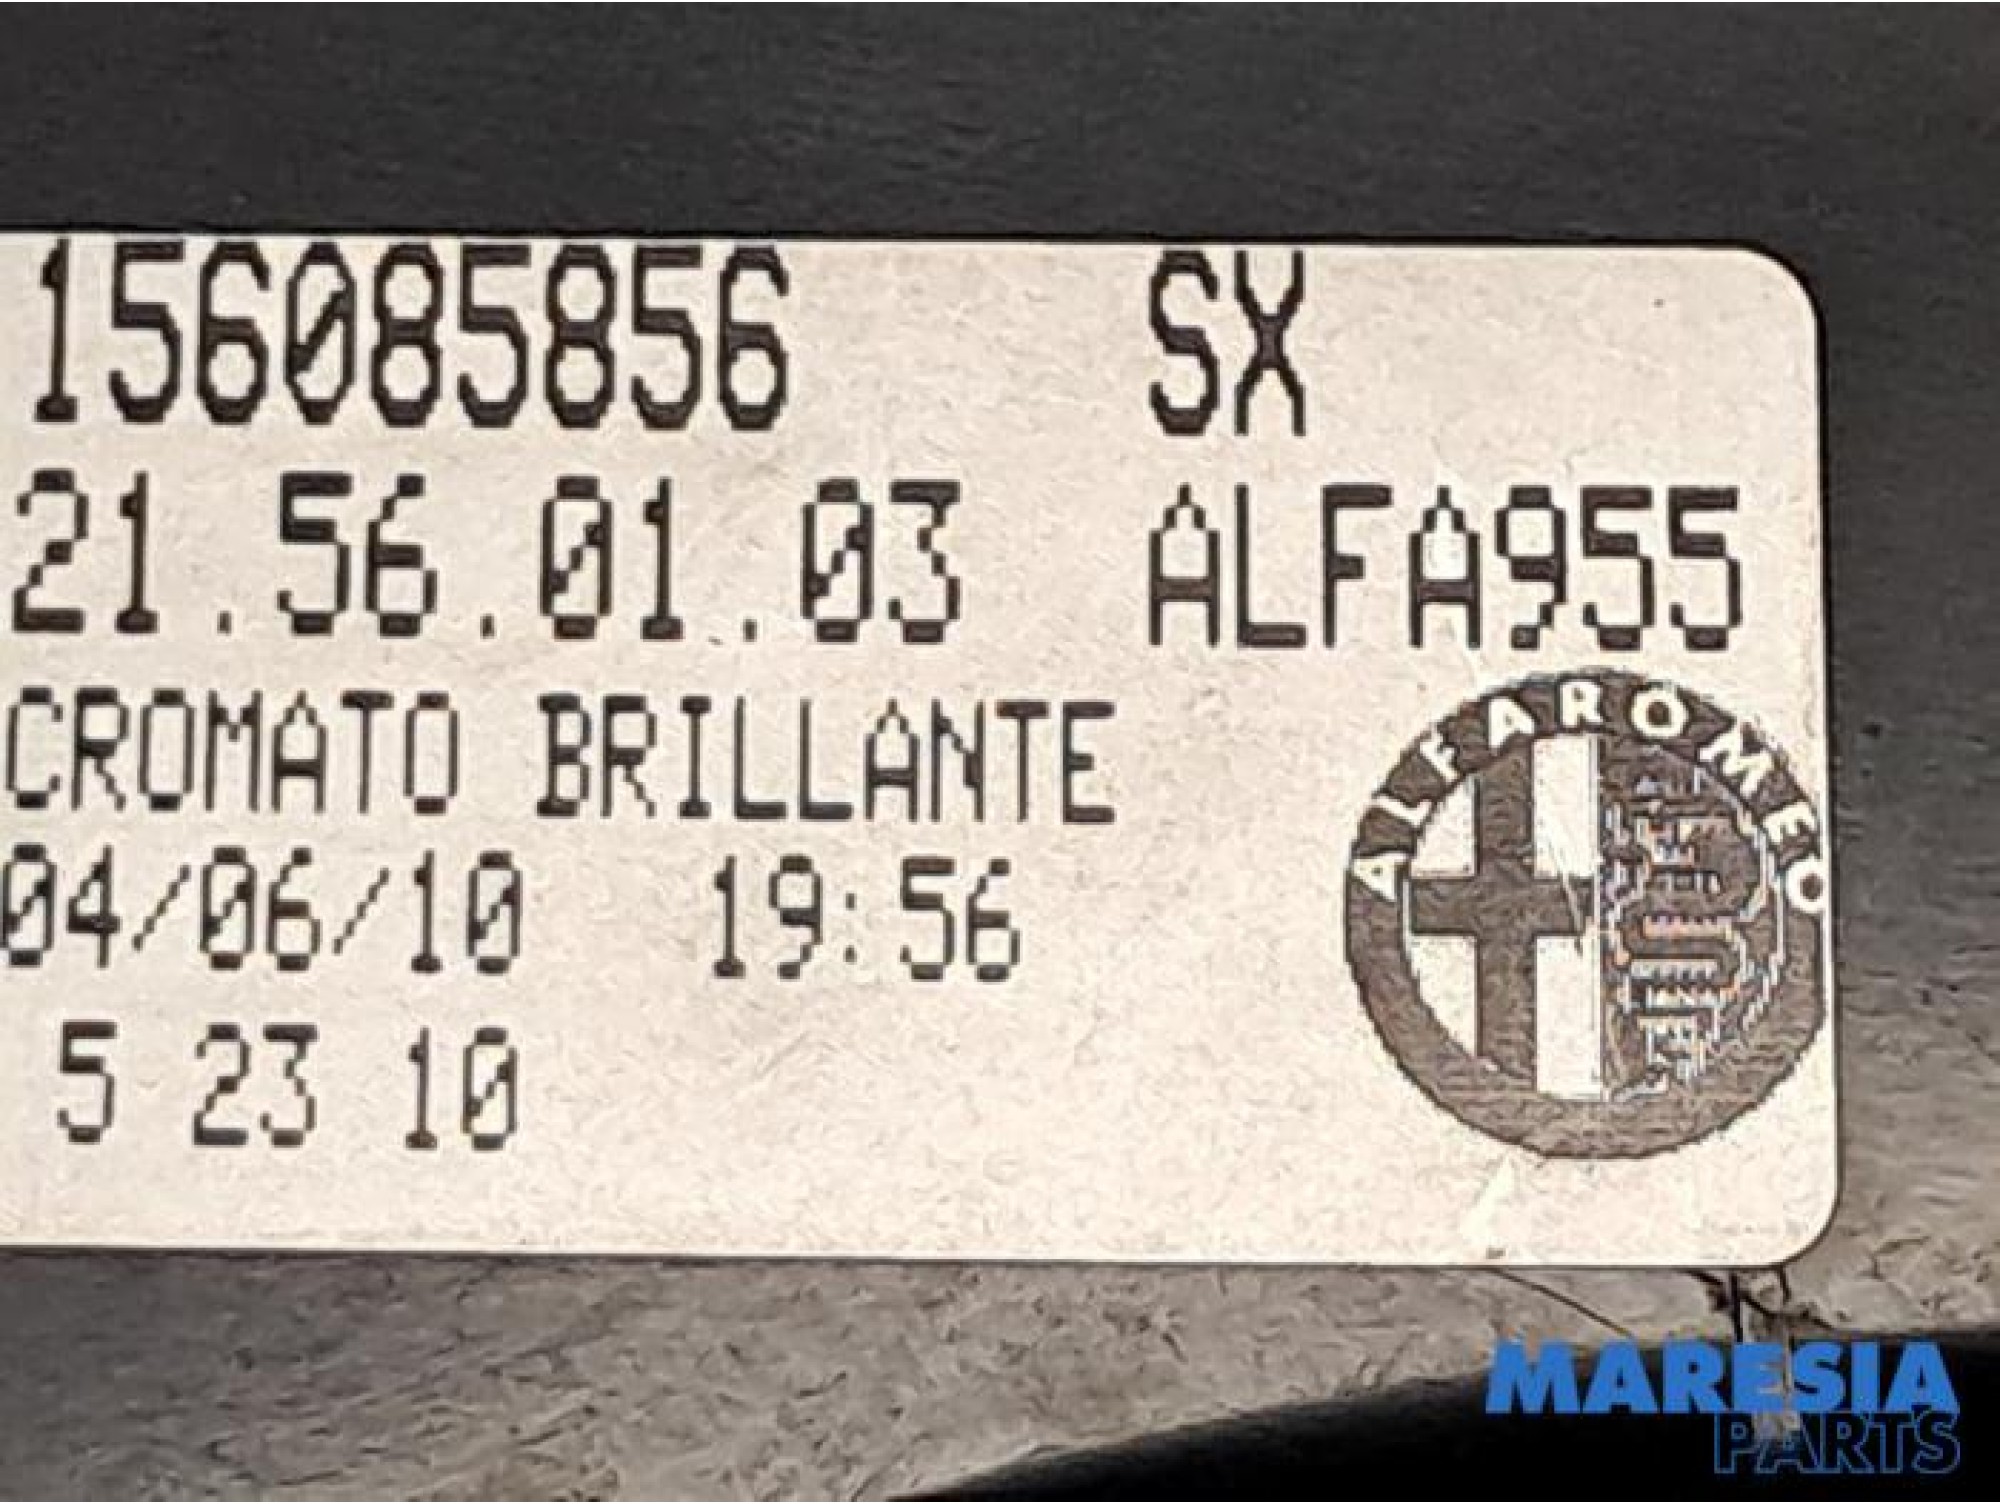 156085856 SX
21.56.01.03 ALFA955
CROMATO BRILLANTE
04/06/10 19:56
5 23 10
ALFA ROMEO
MARESIA
PARTS